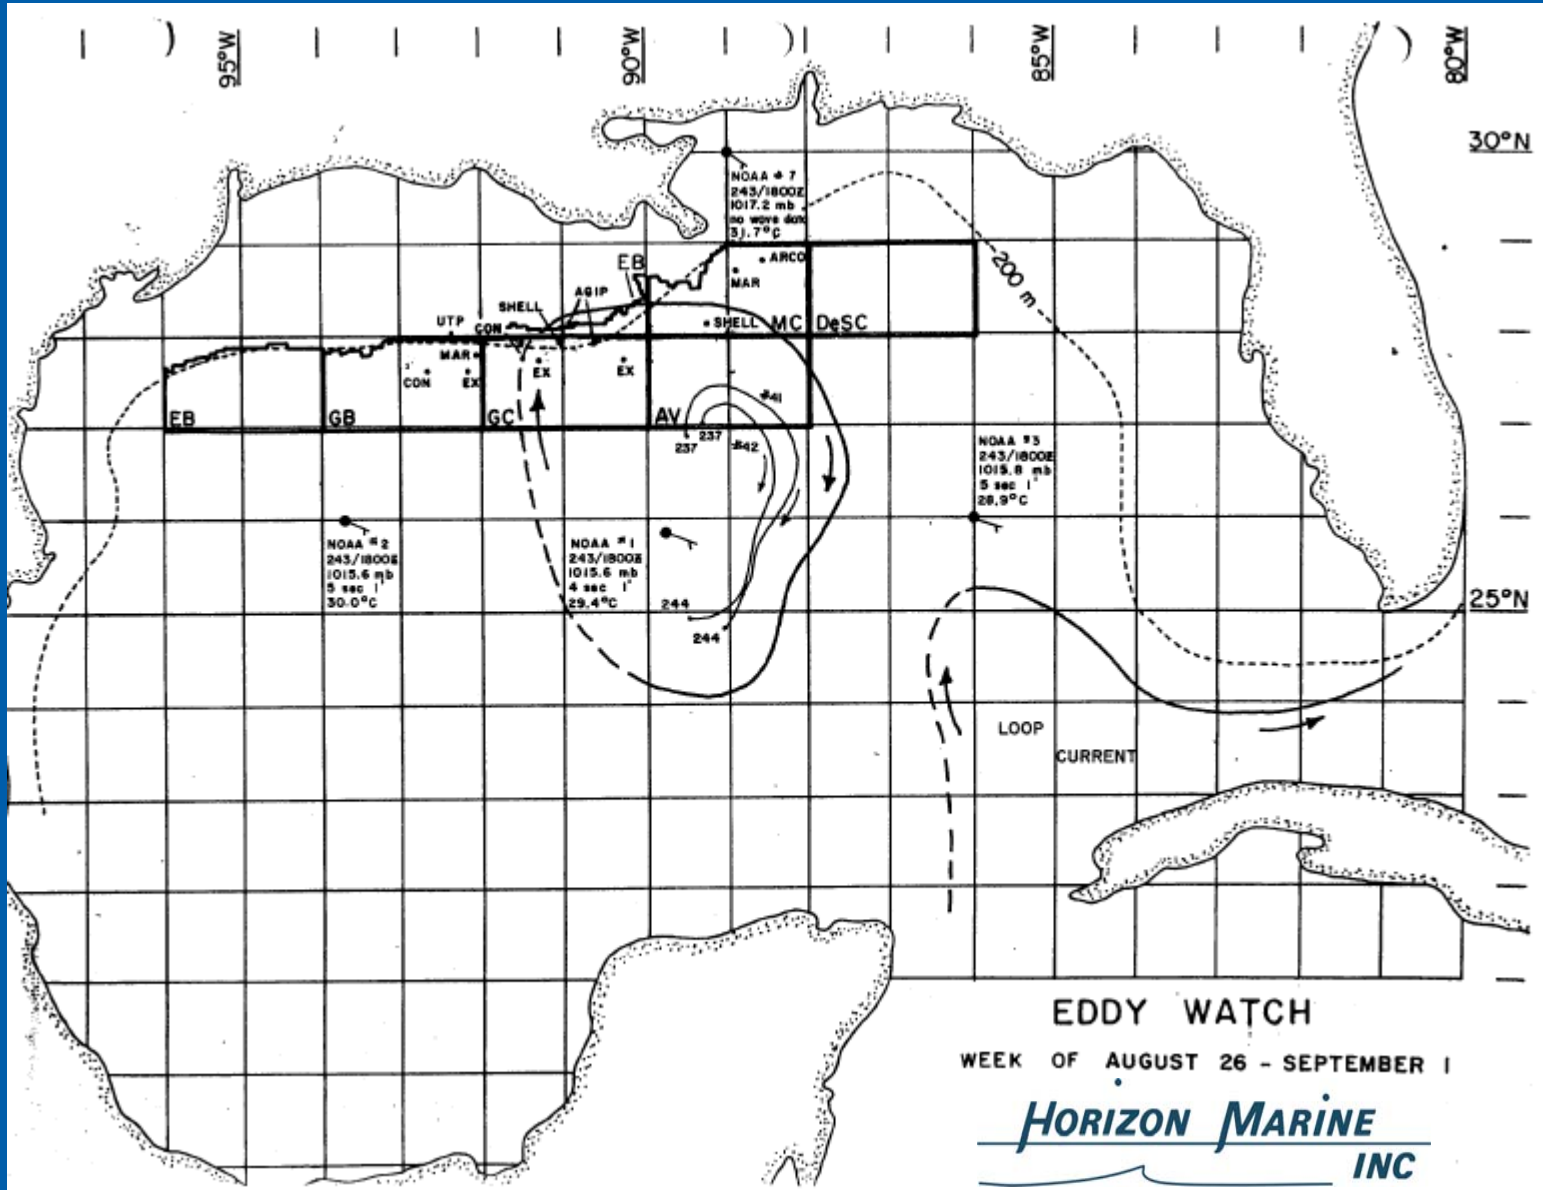 95°W
90°W
85°W
80°W
30°N
25°N
NOAA #7
243/1800Z
1017.2 mb
no wave data
31.7°C
ARCO
MAR
EB
AGIP
SHELL
UTP
CON
SHELL
MC
DeSC
200 m
MAR
CON
EX
EX
EX
EB
GB
GC
AV
#41
237
237
#42
NOAA #3
243/1800Z
1015.8 mb
5 sec 1'
28.9°C
NOAA #2
243/1800Z
1015.6 mb
5 sec 1'
30.0°C
NOAA #1
243/1800Z
1015.6 mb
4 sec 1'
29.4°C
244
244
LOOP
CURRENT
EDDY WATCH
WEEK OF AUGUST 26 - SEPTEMBER 1
HORIZON MARINE
INC